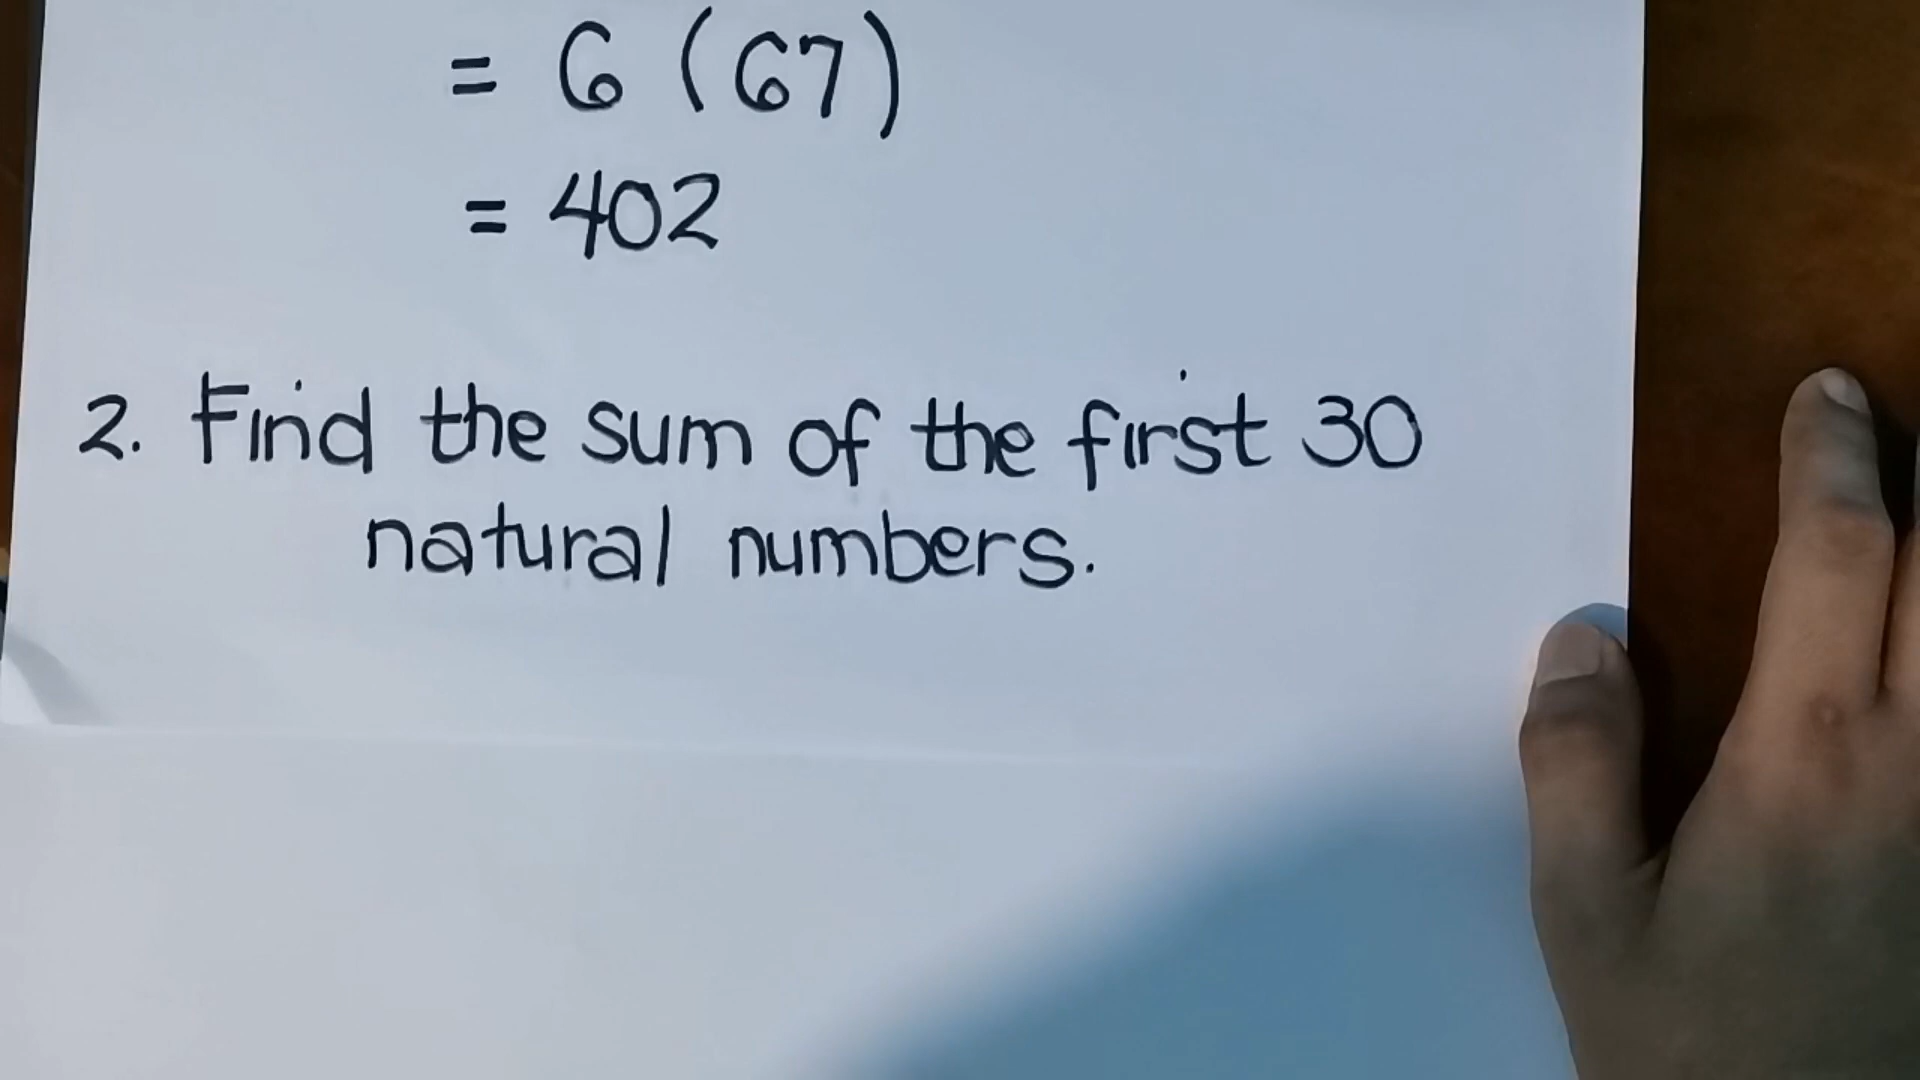 = 6 (67)
= 402
2. Find the sum of the first 30
natural numbers.